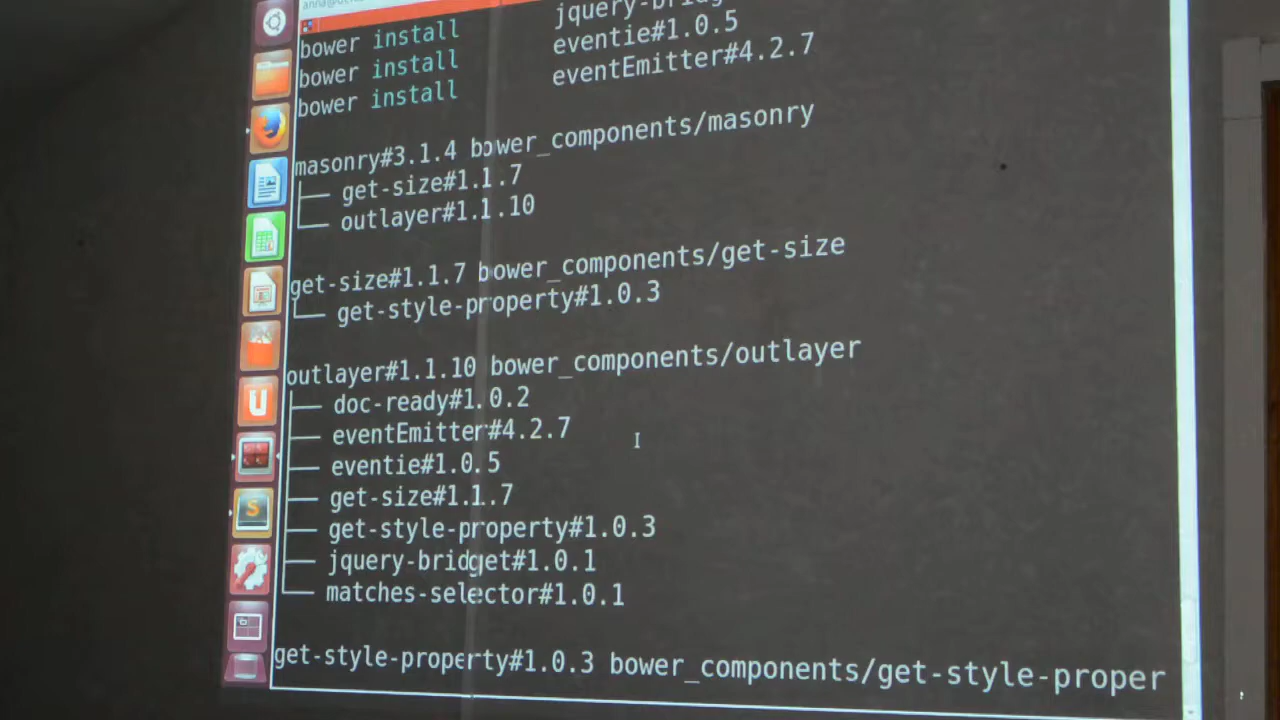 bower install jquery-bridg
bower install eventie#1.0.5
bower install eventEmitter#4.2.7
masonry#3.1.4 bower_components/masonry
├── get-size#1.1.7
└── outlayer#1.1.10
get-size#1.1.7 bower_components/get-size
└── get-style-property#1.0.3
outlayer#1.1.10 bower_components/outlayer
├── doc-ready#1.0.2
├── eventEmitter#4.2.7
├── eventie#1.0.5
├── get-size#1.1.7
├── get-style-property#1.0.3
├── jquery-bridget#1.0.1
└── matches-selector#1.0.1
get-style-property#1.0.3 bower_components/get-style-proper